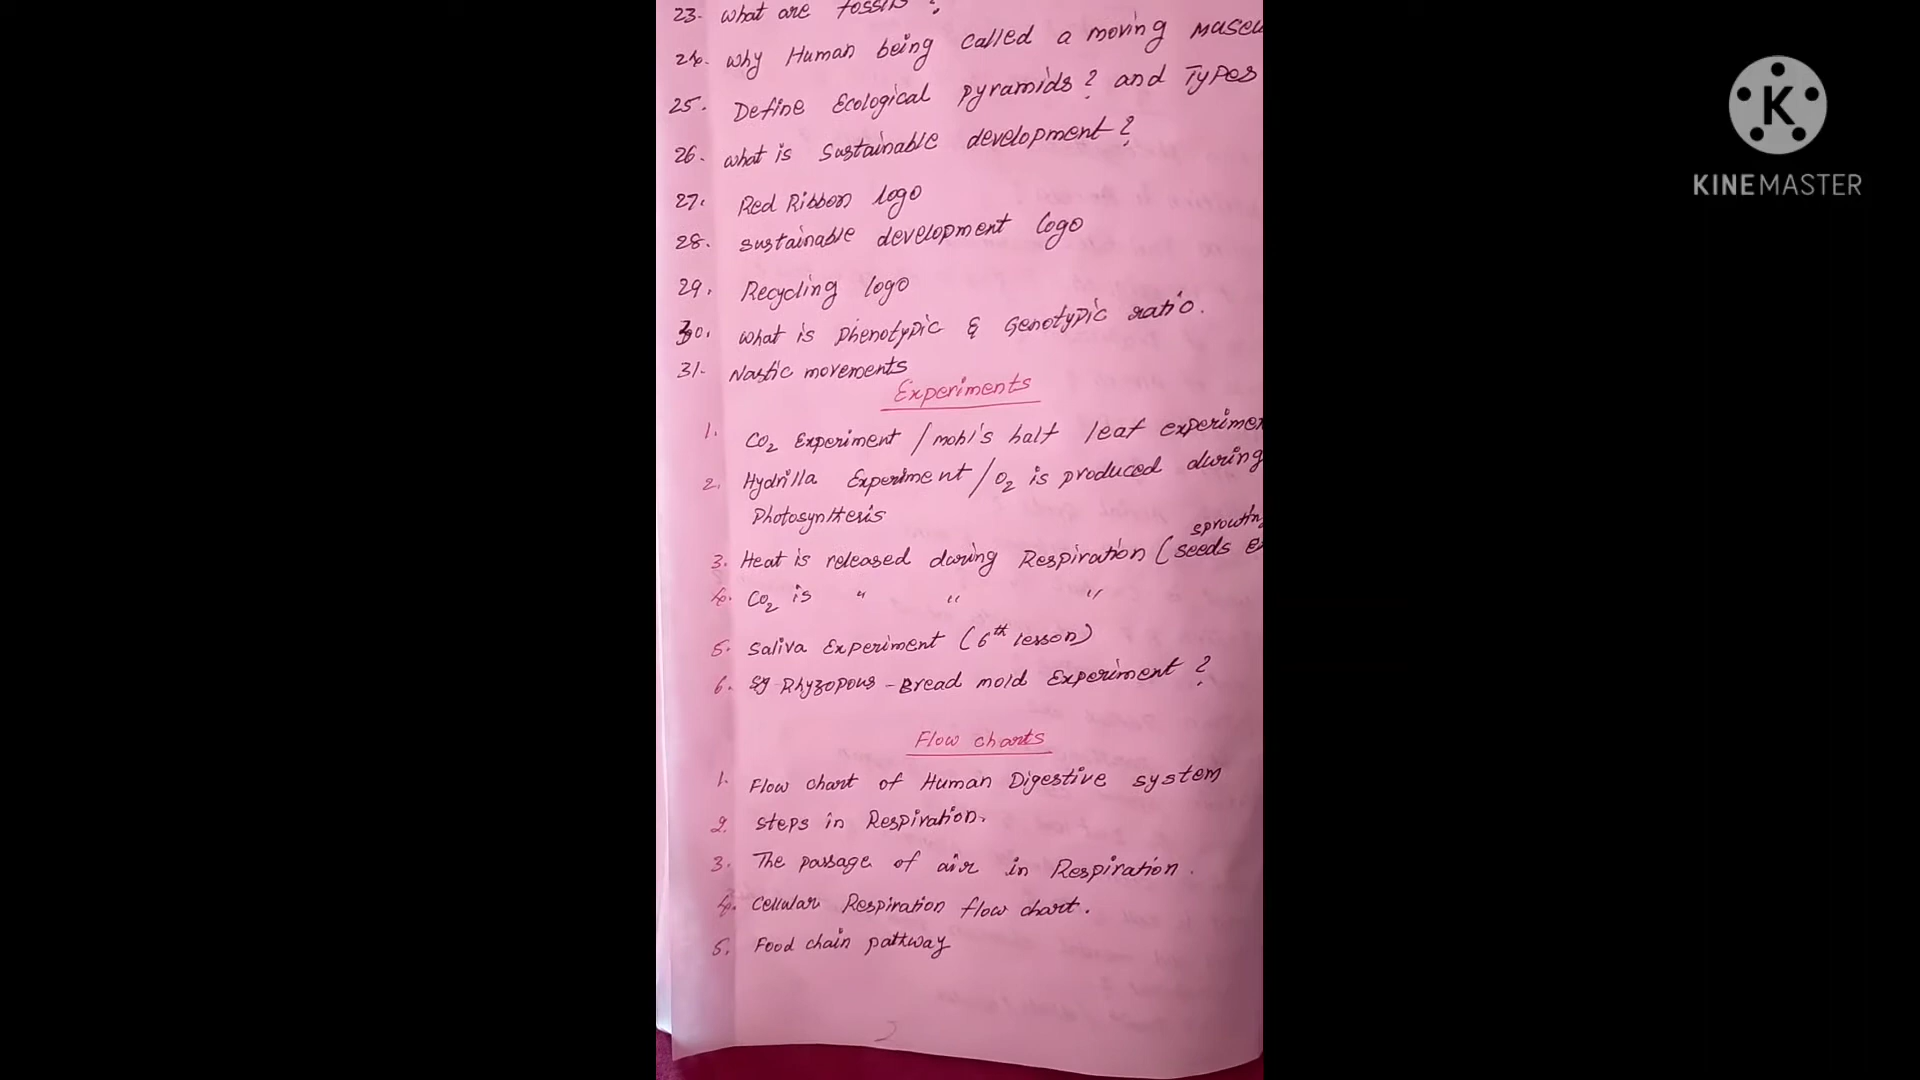 23. What are fossils ?
24. Why Human being called a moving
25. Define Ecological pyramids? and Types
26. what is Sustainable development?
27. Red Ribbon logo
28. sustainable development logo
29. Recycling logo
30. what is phenotypic & Genotypic ratio.
31. Nastic movements
Experiments
1. CO2 Experiment / mohl's half leaf experimen
2. Hydrilla Experiment / O2 is produced during
Photosynthesis
3. Heat is released during Respiration (seeds
sprouting
4. CO2 is " " "
5. Saliva Experiment (6th lesson)
6. Rhyzopous - Bread mold Experiment ?
Flow charts
1. Flow chart of Human Digestive system
2. steps in Respiration.
3. The passage of air in Respiration.
4. Cellular Respiration flow chart.
5. Food chain pathway
K
KINEMASTER